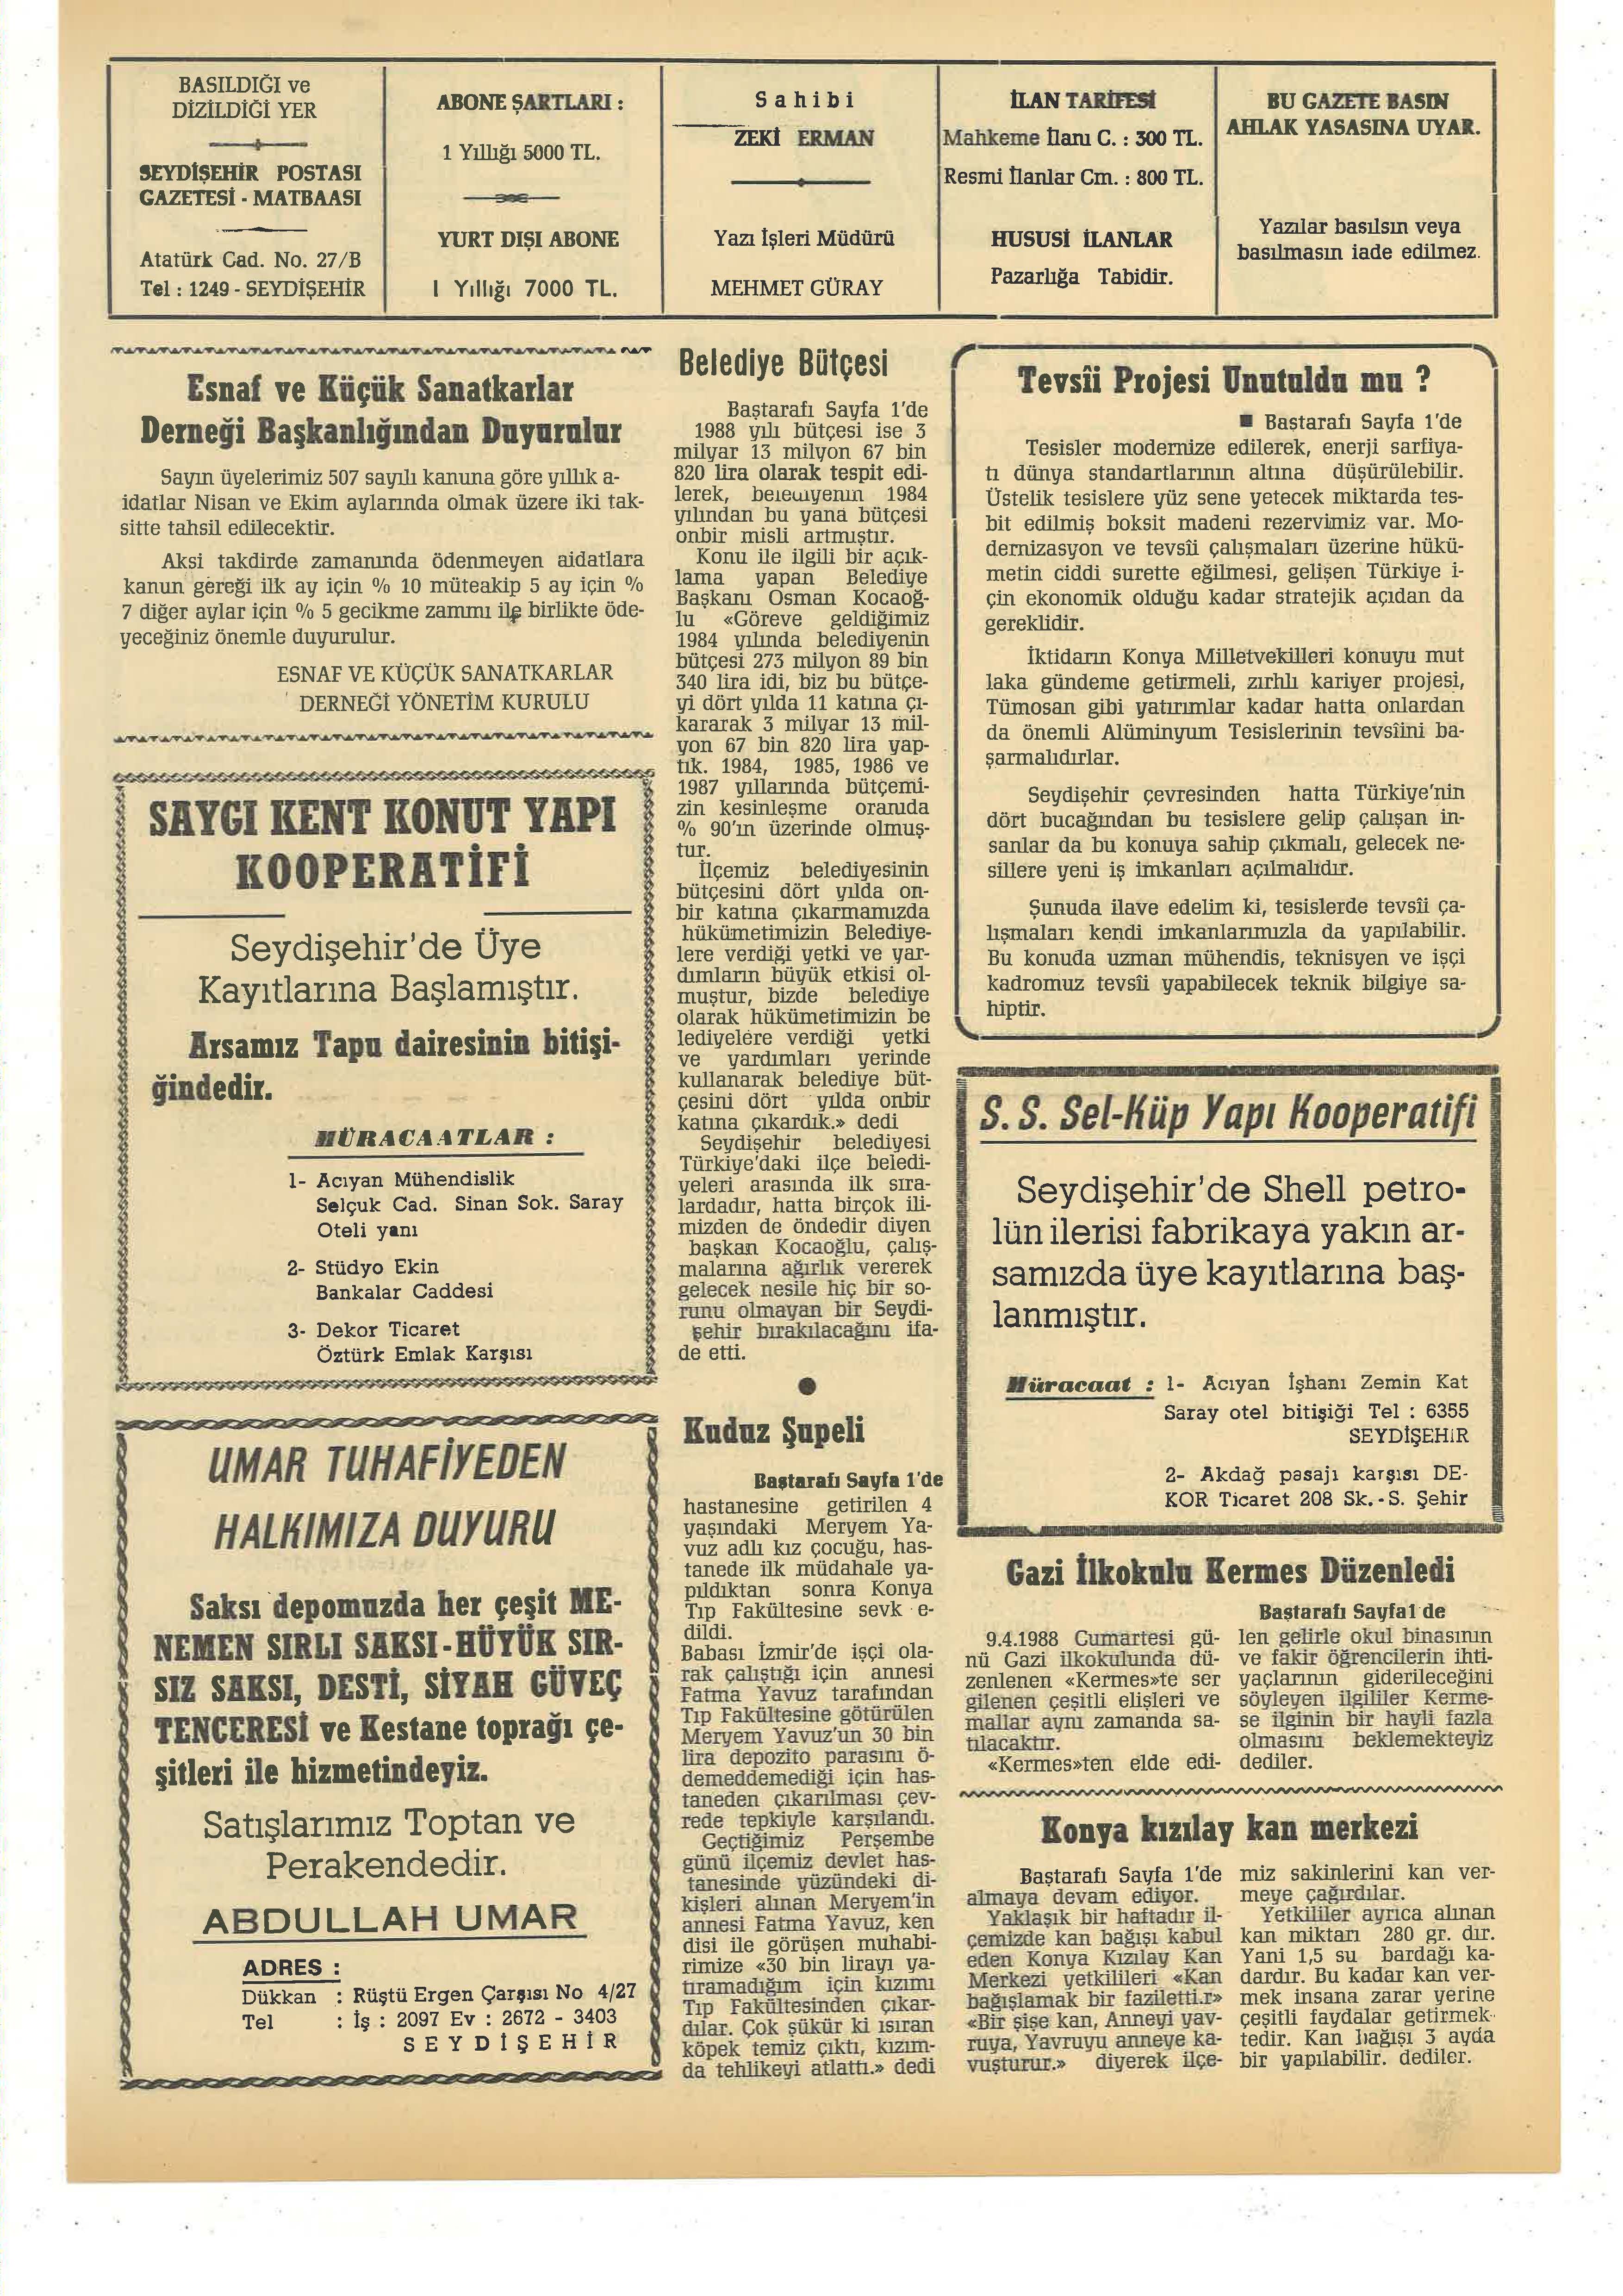 BASILDIĞI ve
DİZİLDİĞİ YER
SEYDİŞEHİR POSTASI
GAZETESİ - MATBAASI
Atatürk Cad. No. 27/B
Tel : 1249 - SEYDİŞEHİR
ABONE ŞARTLARI :
1 Yıllığı 5000 TL.
YURT DIŞI ABONE
1 Yıllığı 7000 TL.
Sahibi
ZEKİ ERMAN
Yazı İşleri Müdürü
MEHMET GÜRAY
İLAN TARİFESİ
Mahkeme İlanı C. : 300 TL.
Resmi İlanlar Cm. : 800 TL.
HUSUSİ İLANLAR
Pazarlığa Tabidir.
BU GAZETE BASIN
AHLAK YASASINA UYAR.
Yazılar basılsın veya
basılmasın iade edilmez.
Esnaf ve Küçük Sanatkarlar
Derneği Başkanlığından Duyurulur
Sayın üyelerimiz 507 sayılı kanuna göre yıllık a-
idatlar Nisan ve Ekim aylarında olmak üzere iki tak-
sitte tahsil edilecektir.
Aksi takdirde zamanında ödenmeyen aidatlara
kanun gereği ilk ay için % 10 müteakip 5 ay için %
7 diğer aylar için % 5 gecikme zammı ile birlikte öde-
yeceğiniz önemle duyurulur.
ESNAF VE KÜÇÜK SANATKARLAR
DERNEĞİ YÖNETİM KURULU
SAYGI KENT KONUT YAPI
KOOPERATİFİ
Seydişehir'de Üye
Kayıtlarına Başlamıştır.
Arsamız Tapu dairesinin bitişi-
ğindedir.
MÜRACAATLAR :
1- Acıyan Mühendislik
Selçuk Cad. Sinan Sok. Saray
Oteli yanı
2- Stüdyo Ekin
Bankalar Caddesi
3- Dekor Ticaret
Öztürk Emlak Karşısı
UMAR TUHAFİYEDEN
HALKIMIZA DUYURU
Saksı depomuzda her çeşit ME-
NEMEN SIRLI SAKSI-HÜYÜK SIR-
SIZ SAKSI, DESTİ, SİYAH GÜVEÇ
TENCERESİ ve Kestane toprağı çe-
şitleri ile hizmetindeyiz.
Satışlarımız Toptan ve
Perakendedir.
ABDULLAH UMAR
ADRES :
Dükkan : Rüştü Ergen Çarşısı No 4/27
Tel : İş : 2097 Ev : 2672 - 3403
SEYDİŞEHİR
Belediye Bütçesi
Baştarafı Sayfa 1'de
1988 yılı bütçesi ise 3
milyar 13 milyon 67 bin
820 lira olarak tespit edi-
lerek, belediyenin 1984
yılından bu yana bütçesi
onbir misli artmıştır.
Konu ile ilgili bir açık-
lama yapan Belediye
Başkanı Osman Kocaoğ-
lu «Göreve geldiğimiz
1984 yılında belediyenin
bütçesi 273 milyon 89 bin
340 lira idi, biz bu bütçe-
yi dört yılda 11 katına çı-
kararak 3 milyar 13 mil-
yon 67 bin 820 lira yap-
tık. 1984, 1985, 1986 ve
1987 yıllarında bütçemi-
zin kesinleşme oranıda
% 90'ın üzerinde olmuş-
tur.
İlçemiz belediyesinin
bütçesini dört yılda on-
bir katına çıkarmamızda
hükümetimizin Belediye-
lere verdiği yetki ve yar-
dımların büyük etkisi ol-
muştur, bizde belediye
olarak hükümetimizin be
lediyelere verdiği yetki
ve yardımları yerinde
kullanarak belediye büt-
çesini dört yılda onbir
katına çıkardık.» dedi
Seydişehir belediyesi
Türkiye'daki ilçe beledi-
yeleri arasında ilk sıra-
lardadır, hatta birçok ili-
mizden de öndedir diyen
başkan Kocaoğlu, çalış-
malarına ağırlık vererek
gelecek nesile hiç bir so-
runu olmayan bir Seydi-
şehir bırakılacağını ifa-
de etti.
Kuduz Şupeli
Baştarafı Sayfa 1'de
hastanesine getirilen 4
yaşındaki Meryem Ya-
vuz adlı kız çocuğu, has-
tanede ilk müdahale ya-
pıldıktan sonra Konya
Tıp Fakültesine sevk e-
dildi.
Babası İzmir'de işçi ola-
rak çalıştığı için annesi
Fatma Yavuz tarafından
Tıp Fakültesine götürülen
Meryem Yavuz'un 30 bin
lira depozito parasını ö-
demeddemediği için has-
taneden çıkarılması çev-
rede tepkiyle karşılandı.
Geçtiğimiz Perşembe
günü ilçemiz devlet has-
tanesinde yüzündeki di-
kişleri alınan Meryem'in
annesi Fatma Yavuz, ken
disi ile görüşen muhabi-
rimize «30 bin lirayı ya-
tıramadığım için kızımı
Tıp Fakültesinden çıkar-
dılar. Çok şükür ki ısıran
köpek temiz çıktı, kızım-
da tehlikeyi atlattı.» dedi
Tevsîi Projesi Unutuldu mu ?
■ Baştarafı Sayfa 1'de
Tesisler modernize edilerek, enerji sarfiya-
tı dünya standartlarının altına düşürülebilir.
Üstelik tesislere yüz sene yetecek miktarda tes-
bit edilmiş boksit madeni rezervimiz var. Mo-
dernizasyon ve tevsîi çalışmaları üzerine hükü-
metin ciddi surette eğilmesi, gelişen Türkiye i-
çin ekonomik olduğu kadar stratejik açıdan da
gereklidir.
İktidarın Konya Milletvekilleri konuyu mut
laka gündeme getirmeli, zırhlı kariyer projesi,
Tümosan gibi yatırımlar kadar hatta onlardan
da önemli Alüminyum Tesislerinin tevsîini ba-
şarmalıdırlar.
Seydişehir çevresinden hatta Türkiye'nin
dört bucağından bu tesislere gelip çalışan in-
sanlar da bu konuya sahip çıkmalı, gelecek ne-
sillere yeni iş imkanları açılmalıdır.
Şunuda ilave edelim ki, tesislerde tevsîi ça-
lışmaları kendi imkanlarımızla da yapılabilir.
Bu konuda uzman mühendis, teknisyen ve işçi
kadromuz tevsîi yapabilecek teknik bilgiye sa-
hiptir.
S. S. Sel-Küp Yapı Kooperatifi
Seydişehir'de Shell petro-
lün ilerisi fabrikaya yakın ar-
samızda üye kayıtlarına baş-
lanmıştır.
Müracaat : 1- Acıyan İşhanı Zemin Kat
Saray otel bitişiği Tel : 6355
SEYDİŞEHİR
2- Akdağ pasajı karşısı DE-
KOR Ticaret 208 Sk. - S. Şehir
Gazi İlkokulu Kermes Düzenledi
Baştarafı Sayfa1 de
9.4.1988 Cumartesi gü-
nü Gazi ilkokulunda dü-
zenlenen «Kermes»te ser
gilenen çeşitli elişleri ve
mallar aynı zamanda sa-
tılacaktır.
«Kermes»ten elde edi-
len gelirle okul binasının
ve fakir öğrencilerin ihti-
yaçlarının giderileceğini
söyleyen ilgililer Kerme-
se ilginin bir hayli fazla
olmasını beklemekteyiz
dediler.
Konya kızılay kan merkezi
Baştarafı Sayfa 1'de
almaya devam ediyor.
Yaklaşık bir haftadır il-
çemizde kan bağışı kabul
eden Konya Kızılay Kan
Merkezi yetkilileri «Kan
bağışlamak bir faziletti.r»
«Bir şişe kan, Anneyi yav-
ruya, Yavruyu anneye ka-
vuşturur.» diyerek ilçe-
miz sakinlerini kan ver-
meye çağırdılar.
Yetkililer ayrıca alınan
kan miktarı 280 gr. dır.
Yani 1,5 su bardağı ka-
dardır. Bu kadar kan ver-
mek insana zarar yerine
çeşitli faydalar getirmek-
tedir. Kan bağışı 3 ayda
bir yapılabilir. dediler.